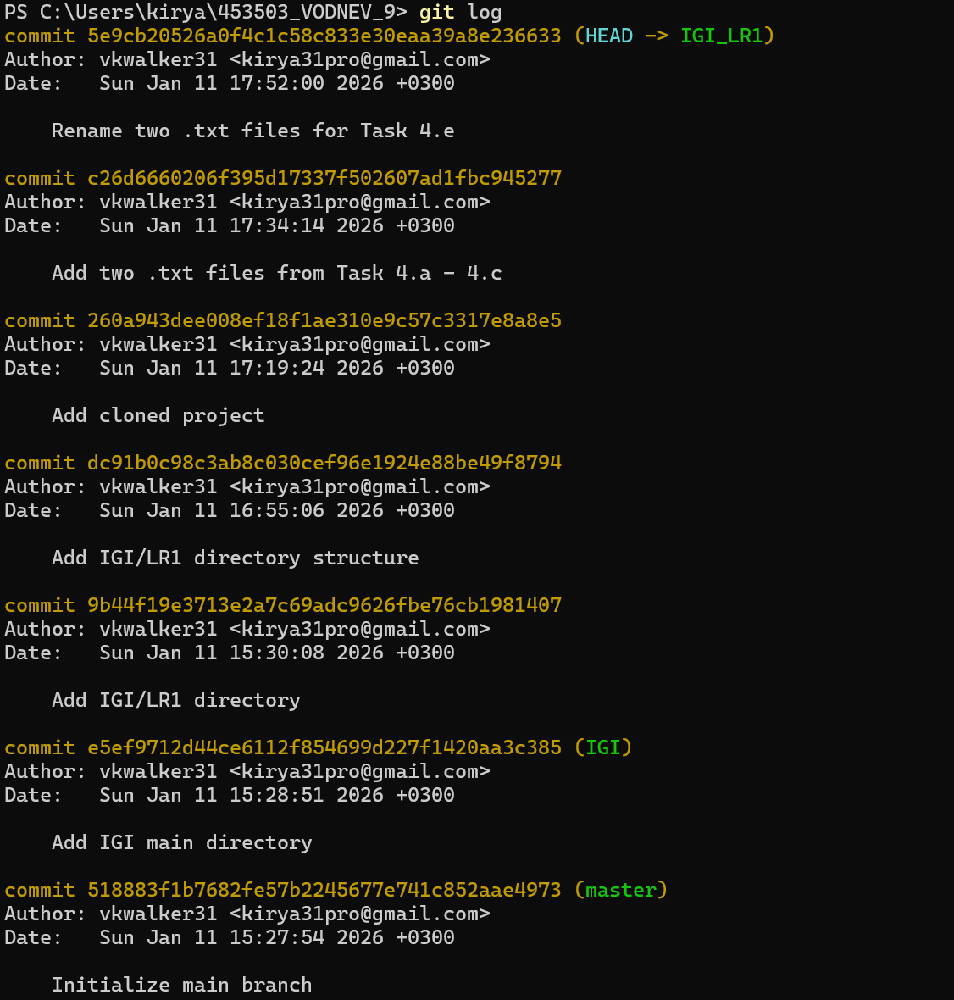 PS C:\Users\kirya\453503_VODNEV_9> git log
commit 5e9cb20526a0f4c1c58c833e30eaa39a8e236633 (HEAD -> IGI_LR1)
Author: vkwalker31 <kirya31pro@gmail.com>
Date:   Sun Jan 11 17:52:00 2026 +0300

    Rename two .txt files for Task 4.e

commit c26d6660206f395d17337f502607ad1fbc945277
Author: vkwalker31 <kirya31pro@gmail.com>
Date:   Sun Jan 11 17:34:14 2026 +0300

    Add two .txt files from Task 4.a - 4.c

commit 260a943dee008ef18f1ae310e9c57c3317e8a8e5
Author: vkwalker31 <kirya31pro@gmail.com>
Date:   Sun Jan 11 17:19:24 2026 +0300

    Add cloned project

commit dc91b0c98c3ab8c030cef96e1924e88be49f8794
Author: vkwalker31 <kirya31pro@gmail.com>
Date:   Sun Jan 11 16:55:06 2026 +0300

    Add IGI/LR1 directory structure

commit 9b44f19e3713e2a7c69adc9626fbe76cb1981407
Author: vkwalker31 <kirya31pro@gmail.com>
Date:   Sun Jan 11 15:30:08 2026 +0300

    Add IGI/LR1 directory

commit e5ef9712d44ce6112f854699d227f1420aa3c385 (IGI)
Author: vkwalker31 <kirya31pro@gmail.com>
Date:   Sun Jan 11 15:28:51 2026 +0300

    Add IGI main directory

commit 518883f1b7682fe57b2245677e741c852aae4973 (master)
Author: vkwalker31 <kirya31pro@gmail.com>
Date:   Sun Jan 11 15:27:54 2026 +0300

    Initialize main branch